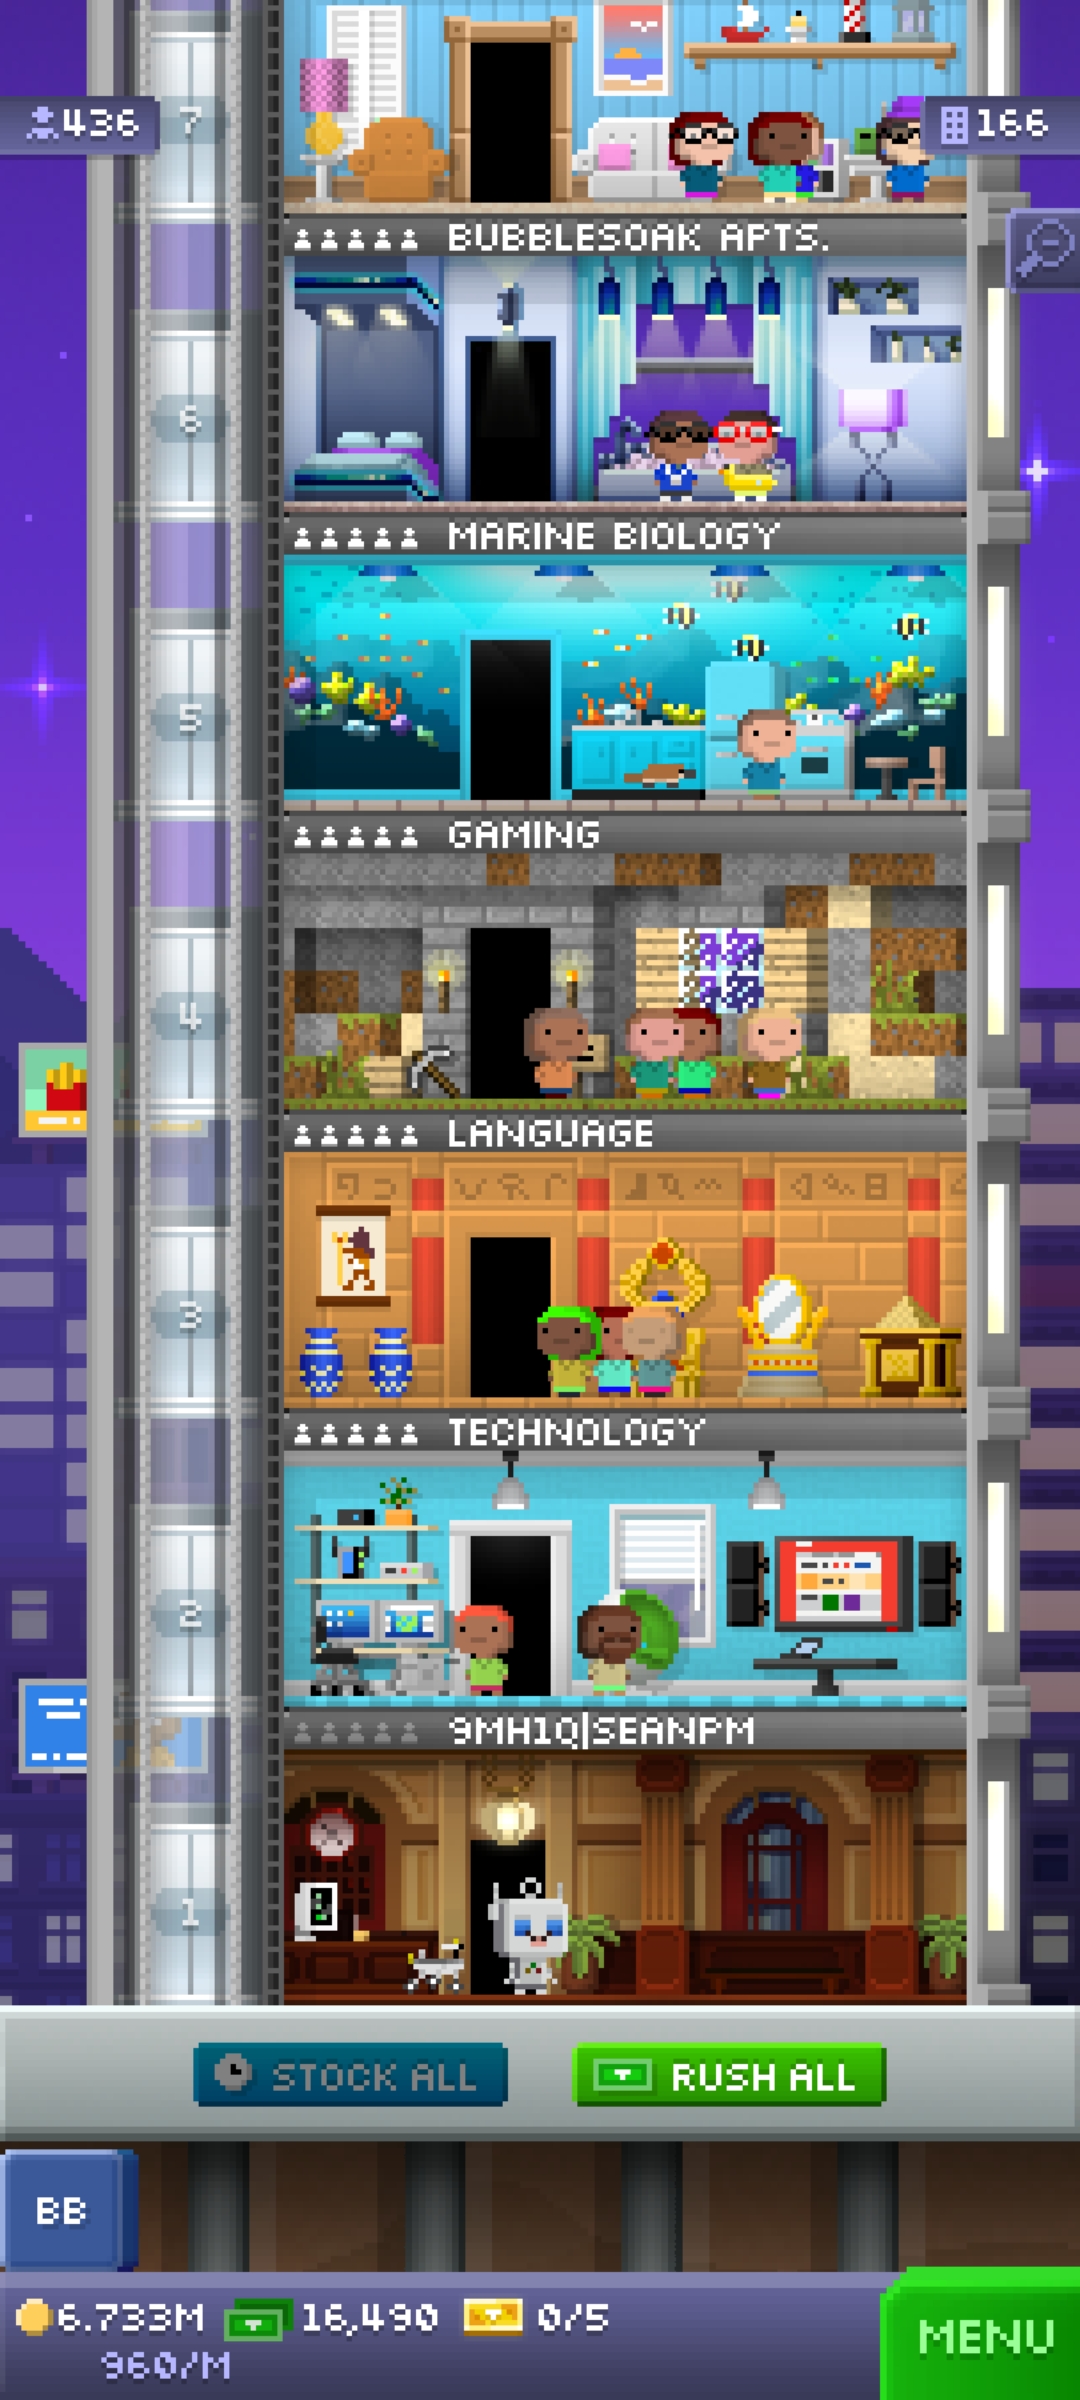 436
7
166
BUBBLESOAK APTS.
6
MARINE BIOLOGY
5
GAMING
4
LANGUAGE
3
TECHNOLOGY
2
9MH1Q|SEANPM
1
STOCK ALL
RUSH ALL
BB
6.733M 16,490 0/5
960/M
MENU